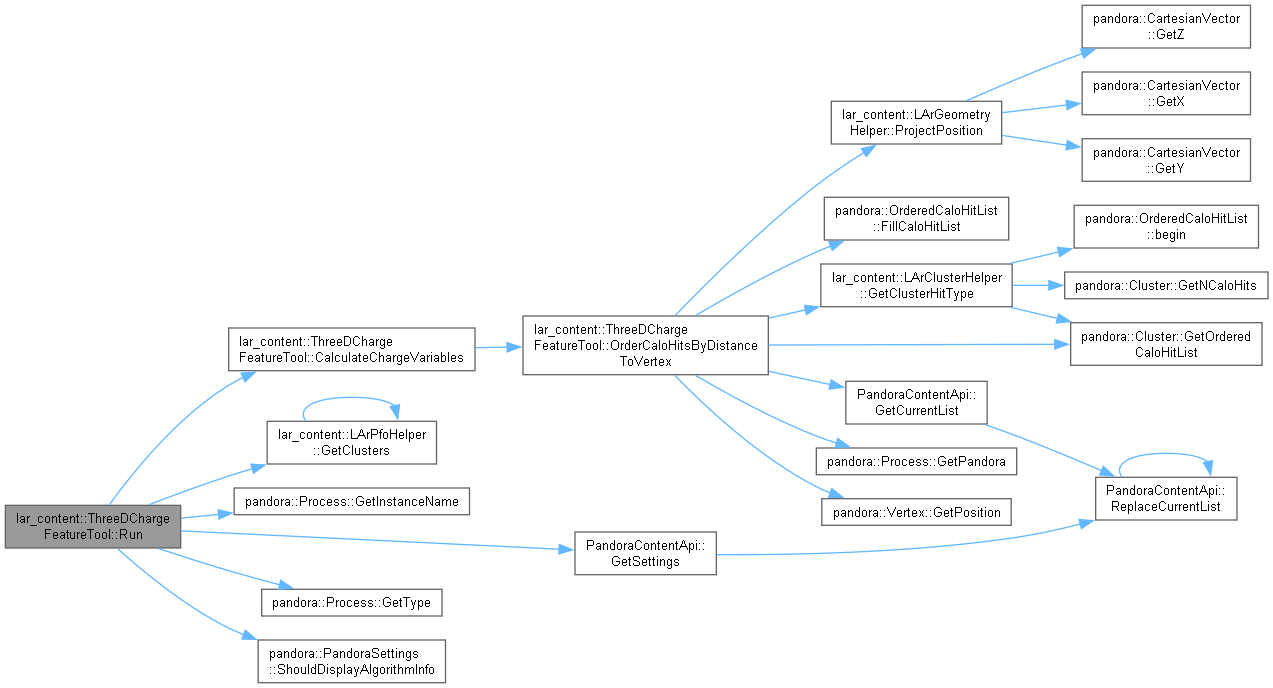 pandora::CartesianVector
::GetZ
pandora::CartesianVector
::GetX
lar_content::LArGeometry
Helper::ProjectPosition
pandora::CartesianVector
::GetY
pandora::OrderedCaloHitList
::FillCaloHitList
pandora::OrderedCaloHitList
::begin
lar_content::LArClusterHelper
::GetClusterHitType
pandora::Cluster::GetNCaloHits
lar_content::ThreeDCharge
FeatureTool::OrderCaloHitsByDistance
ToVertex
pandora::Cluster::GetOrdered
CaloHitList
lar_content::ThreeDCharge
FeatureTool::CalculateChargeVariables
PandoraContentApi::
GetCurrentList
lar_content::LArPfoHelper
::GetClusters
pandora::Process::GetPandora
pandora::Process::GetInstanceName
PandoraContentApi::
ReplaceCurrentList
pandora::Vertex::GetPosition
lar_content::ThreeDCharge
FeatureTool::Run
PandoraContentApi::
GetSettings
pandora::Process::GetType
pandora::PandoraSettings
::ShouldDisplayAlgorithmInfo